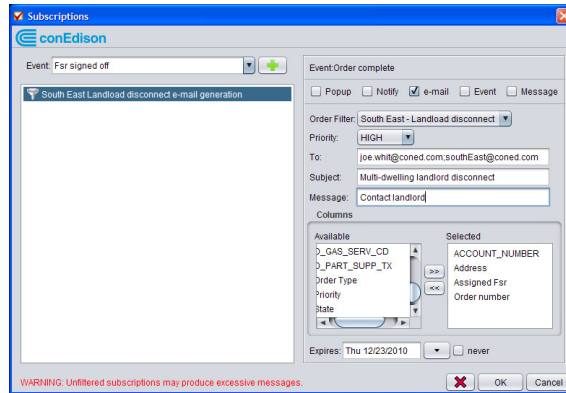 Subscriptions
conEdison
Event: Fsr signed off
South East Landload disconnect e-mail generation
Event:Order complete
Popup Notify e-mail Event Message
Order Filter: South East - Landload disconnect
Priority: HIGH
To: joe.whit@coned.com;southEast@coned.com
Subject: Multi-dwelling landlord disconnect
Message: Contact landlord
Columns
Available
D_GAS_SERV_CD
D_PART_SUPP_TX
Order Type
Priority
State
>>
<<
Selected
ACCOUNT_NUMBER
Address
Assigned Fsr
Order number
Expires: Thu 12/23/2010 never
WARNING: Unfiltered subscriptions may produce excessive messages.
OK Cancel